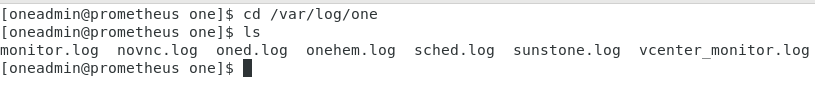 [oneadmin@prometheus one]$ cd /var/log/one
[oneadmin@prometheus one]$ ls
monitor.log  novnc.log  oned.log  onehem.log  sched.log  sunstone.log  vcenter_monitor.log
[oneadmin@prometheus one]$